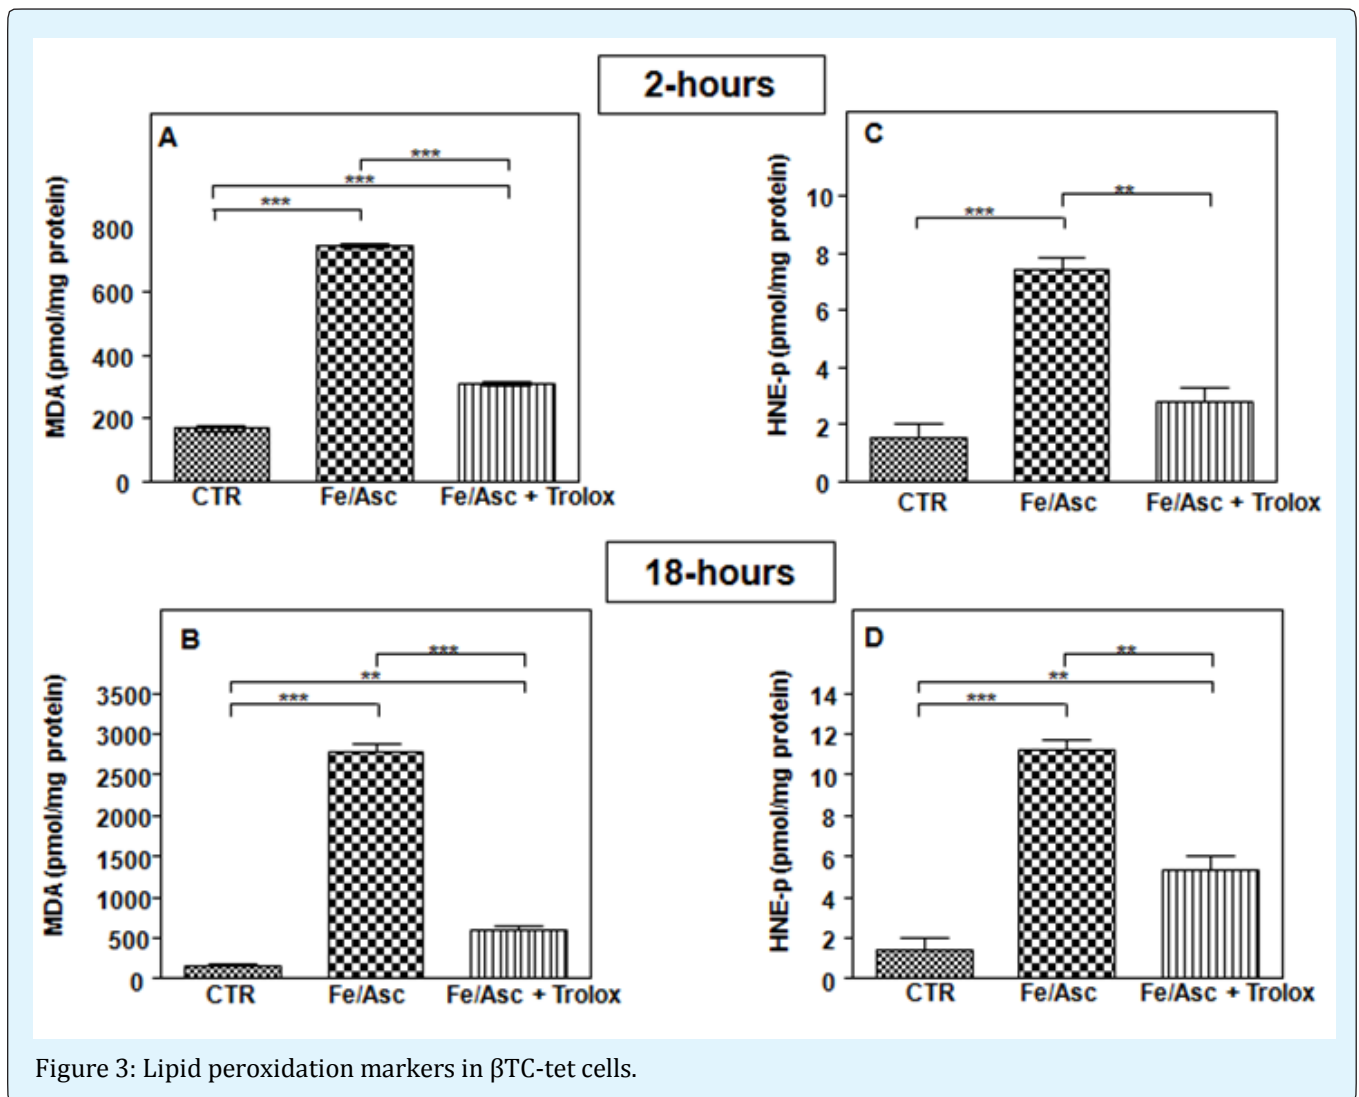 2-hours
A
***
***
***
MDA (pmol/mg protein)
800
600
400
200
0
CTR Fe/Asc Fe/Asc + Trolox
C
**
***
HNE-p (pmol/mg protein)
10
8
6
4
2
0
CTR Fe/Asc Fe/Asc + Trolox
18-hours
B
***
**
***
MDA (pmol/mg protein)
3500
3000
2500
2000
1500
1000
500
0
CTR Fe/Asc Fe/Asc + Trolox
D
**
**
***
HNE-p (pmol/mg protein)
14
12
10
8
6
4
2
0
CTR Fe/Asc Fe/Asc + Trolox
Figure 3: Lipid peroxidation markers in βTC-tet cells.